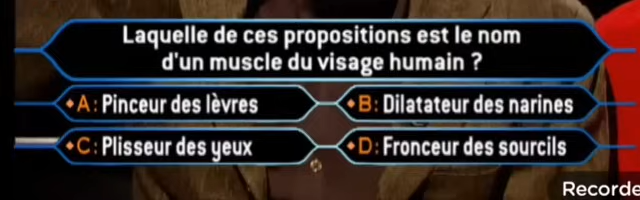 Laquelle de ces propositions est le nom
d'un muscle du visage humain ?
A: Pinceur des lèvres
B: Dilatateur des narines
C: Plisseur des yeux
D: Fronceur des sourcils
Recorde